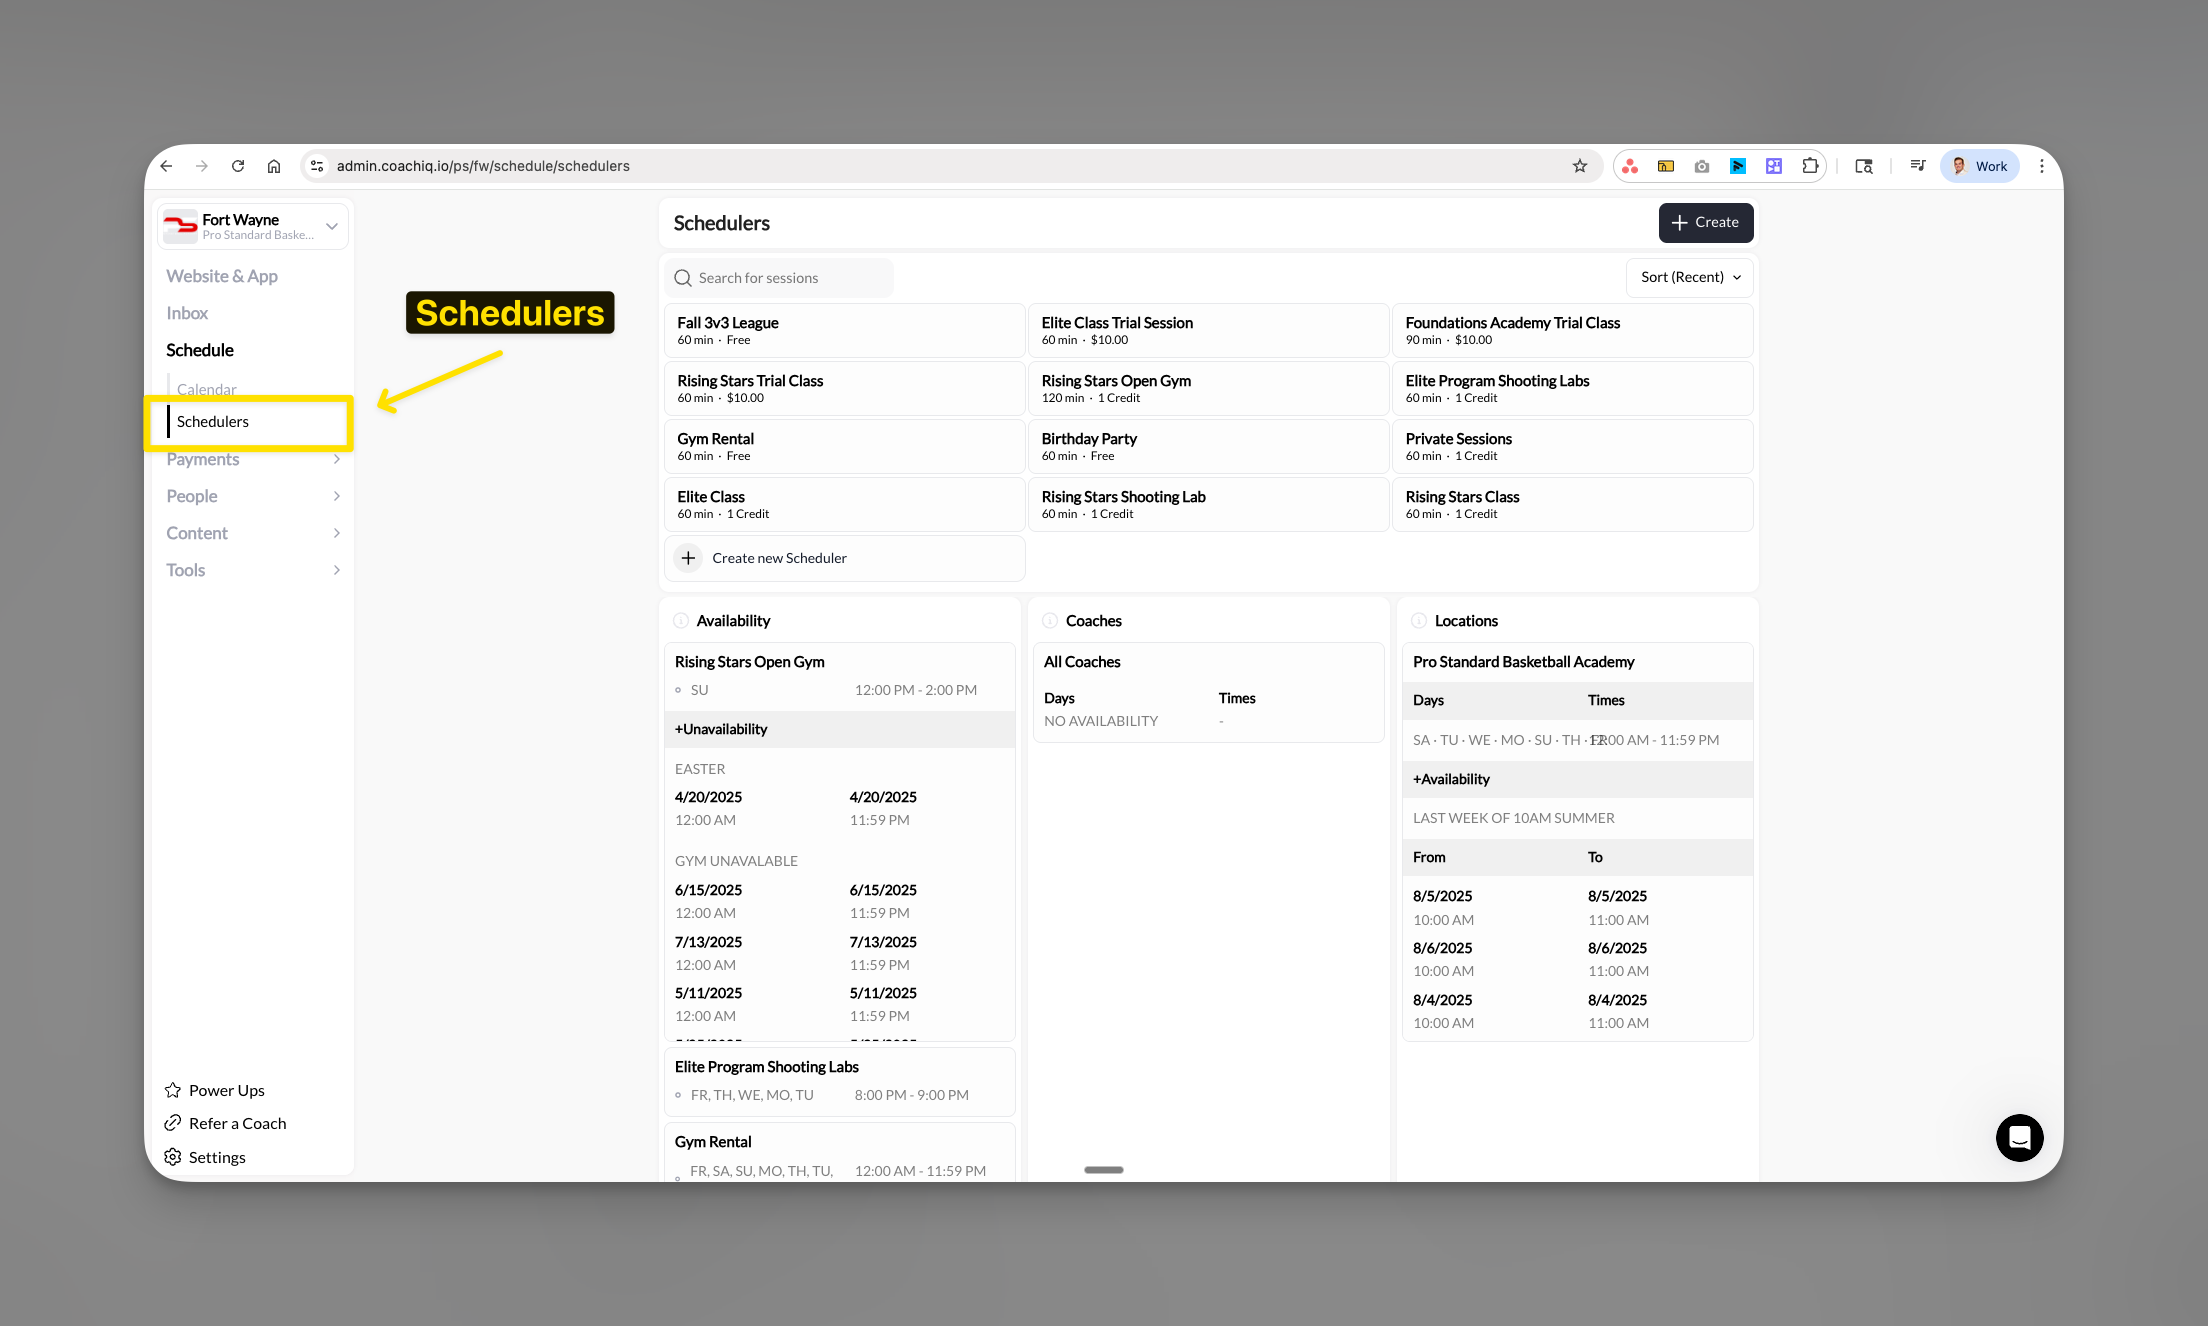 admin.coachiq.io/ps/fw/schedule/schedulers
Work
Fort Wayne
Pro Standard Baske...
Website & App
Inbox
Schedule
Calendar
Schedulers
Payments
People
Content
Tools
Power Ups
Refer a Coach
Settings
Schedulers
Schedulers
Create
Search for sessions
Sort (Recent)
Fall 3v3 League
60 min · Free
Elite Class Trial Session
60 min · $10.00
Foundations Academy Trial Class
90 min · $10.00
Rising Stars Trial Class
60 min · $10.00
Rising Stars Open Gym
120 min · 1 Credit
Elite Program Shooting Labs
60 min · 1 Credit
Gym Rental
60 min · Free
Birthday Party
60 min · Free
Private Sessions
60 min · 1 Credit
Elite Class
60 min · 1 Credit
Rising Stars Shooting Lab
60 min · 1 Credit
Rising Stars Class
60 min · 1 Credit
Create new Scheduler
Availability
Rising Stars Open Gym
SU 12:00 PM - 2:00 PM
+Unavailability
EASTER
4/20/2025 4/20/2025
12:00 AM 11:59 PM
GYM UNAVALABLE
6/15/2025 6/15/2025
12:00 AM 11:59 PM
7/13/2025 7/13/2025
12:00 AM 11:59 PM
5/11/2025 5/11/2025
12:00 AM 11:59 PM
Elite Program Shooting Labs
FR, TH, WE, MO, TU 8:00 PM - 9:00 PM
Gym Rental
FR, SA, SU, MO, TH, TU, 12:00 AM - 11:59 PM
Coaches
All Coaches
Days Times
NO AVAILABILITY -
Locations
Pro Standard Basketball Academy
Days Times
SA · TU · WE · MO · SU · TH · FR 12:00 AM - 11:59 PM
+Availability
LAST WEEK OF 10AM SUMMER
From To
8/5/2025 8/5/2025
10:00 AM 11:00 AM
8/6/2025 8/6/2025
10:00 AM 11:00 AM
8/4/2025 8/4/2025
10:00 AM 11:00 AM